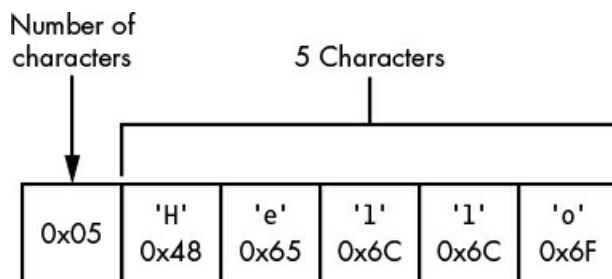 Number of
characters
5 Characters
0x05
'H'
0x48
'e'
0x65
'l'
0x6C
'l'
0x6C
'o'
0x6F